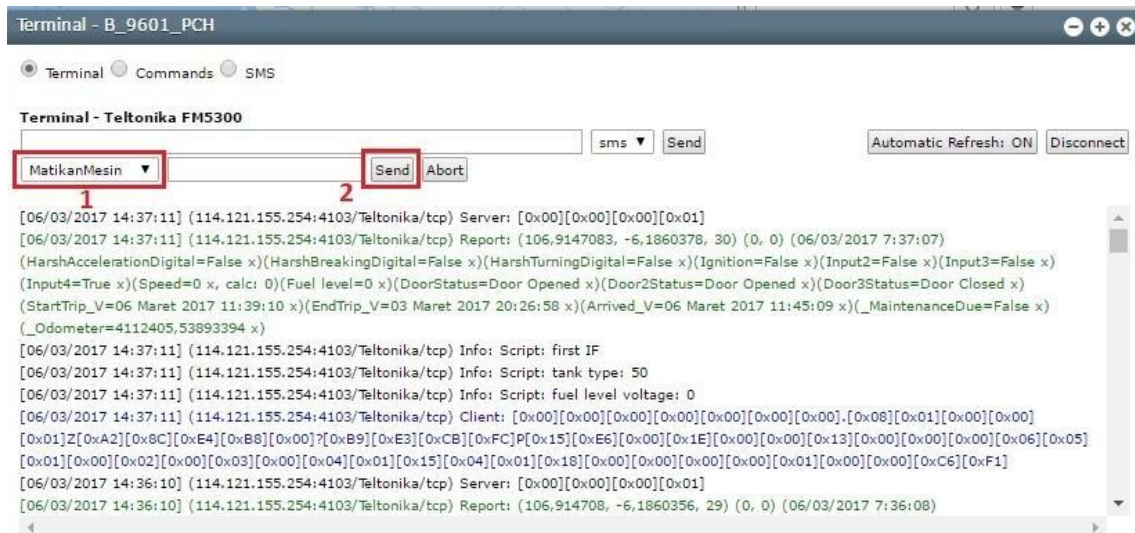 Terminal - B_9601_PCH
Terminal Commands SMS
Terminal - Teltonika FM5300
sms Send Automatic Refresh: ON Disconnect
MatikanMesin Send Abort
1 2
[06/03/2017 14:37:11] (114.121.155.254:4103/Teltonika/tcp) Server: [0x00][0x00][0x00][0x01]
[06/03/2017 14:37:11] (114.121.155.254:4103/Teltonika/tcp) Report: (106,9147083, -6,1860378, 30) (0, 0) (06/03/2017 7:37:07)
(HarshAccelerationDigital=False x)(HarshBreakingDigital=False x)(HarshTurningDigital=False x)(Ignition=False x)(Input2=False x)(Input3=False x)
(Input4=True x)(Speed=0 x, calc: 0)(Fuel level=0 x)(DoorStatus=Door Opened x)(Door2Status=Door Opened x)(Door3Status=Door Closed x)
(StartTrip_V=06 Maret 2017 11:39:10 x)(EndTrip_V=03 Maret 2017 20:26:58 x)(Arrived_V=06 Maret 2017 11:45:09 x)(_MaintenanceDue=False x)
(_Odometer=4112405,53893394 x)
[06/03/2017 14:37:11] (114.121.155.254:4103/Teltonika/tcp) Info: Script: first IF
[06/03/2017 14:37:11] (114.121.155.254:4103/Teltonika/tcp) Info: Script: tank type: 50
[06/03/2017 14:37:11] (114.121.155.254:4103/Teltonika/tcp) Info: Script: fuel level voltage: 0
[06/03/2017 14:37:11] (114.121.155.254:4103/Teltonika/tcp) Client: [0x00][0x00][0x00][0x00][0x00][0x00][0x00].[0x08][0x01][0x00][0x00]
[0x01]Z[0xA2][0x8C][0xE4][0xB8][0x00]?[0xB9][0xE3][0xCB][0xFC]P[0x15][0xE6][0x00][0x1E][0x00][0x00][0x13][0x00][0x00][0x00][0x06][0x05]
[0x01][0x00][0x02][0x00][0x03][0x00][0x04][0x01][0x15][0x04][0x01][0x18][0x00][0x00][0x00][0x00][0x01][0x00][0x00][0xC6][0xF1]
[06/03/2017 14:36:10] (114.121.155.254:4103/Teltonika/tcp) Server: [0x00][0x00][0x00][0x01]
[06/03/2017 14:36:10] (114.121.155.254:4103/Teltonika/tcp) Report: (106,914708, -6,1860356, 29) (0, 0) (06/03/2017 7:36:08)